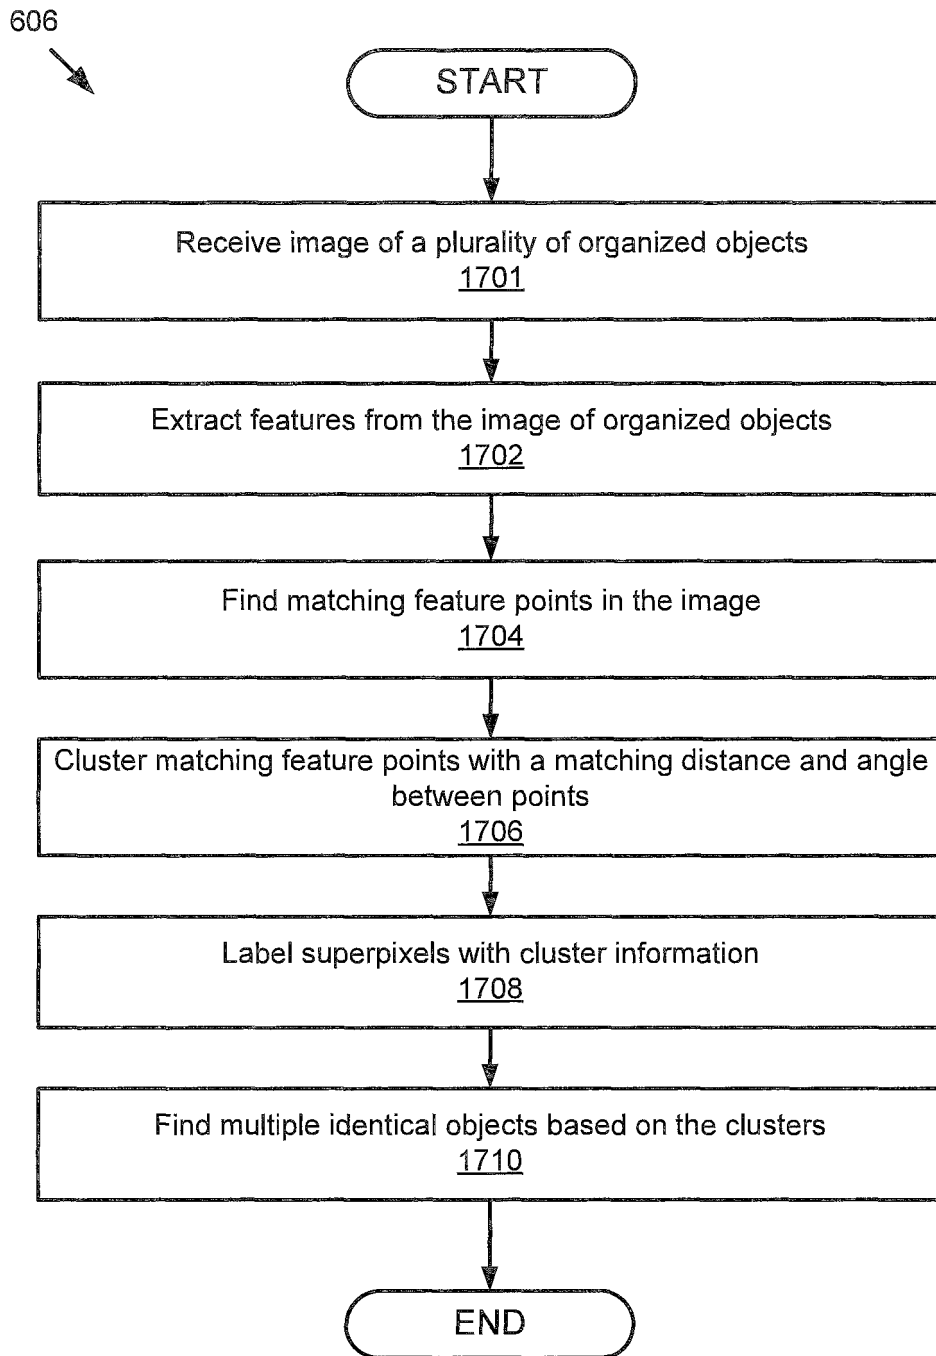 606
START
Receive image of a plurality of organized objects
1701
Extract features from the image of organized objects
1702
Find matching feature points in the image
1704
Cluster matching feature points with a matching distance and angle
between points
1706
Label superpixels with cluster information
1708
Find multiple identical objects based on the clusters
1710
END